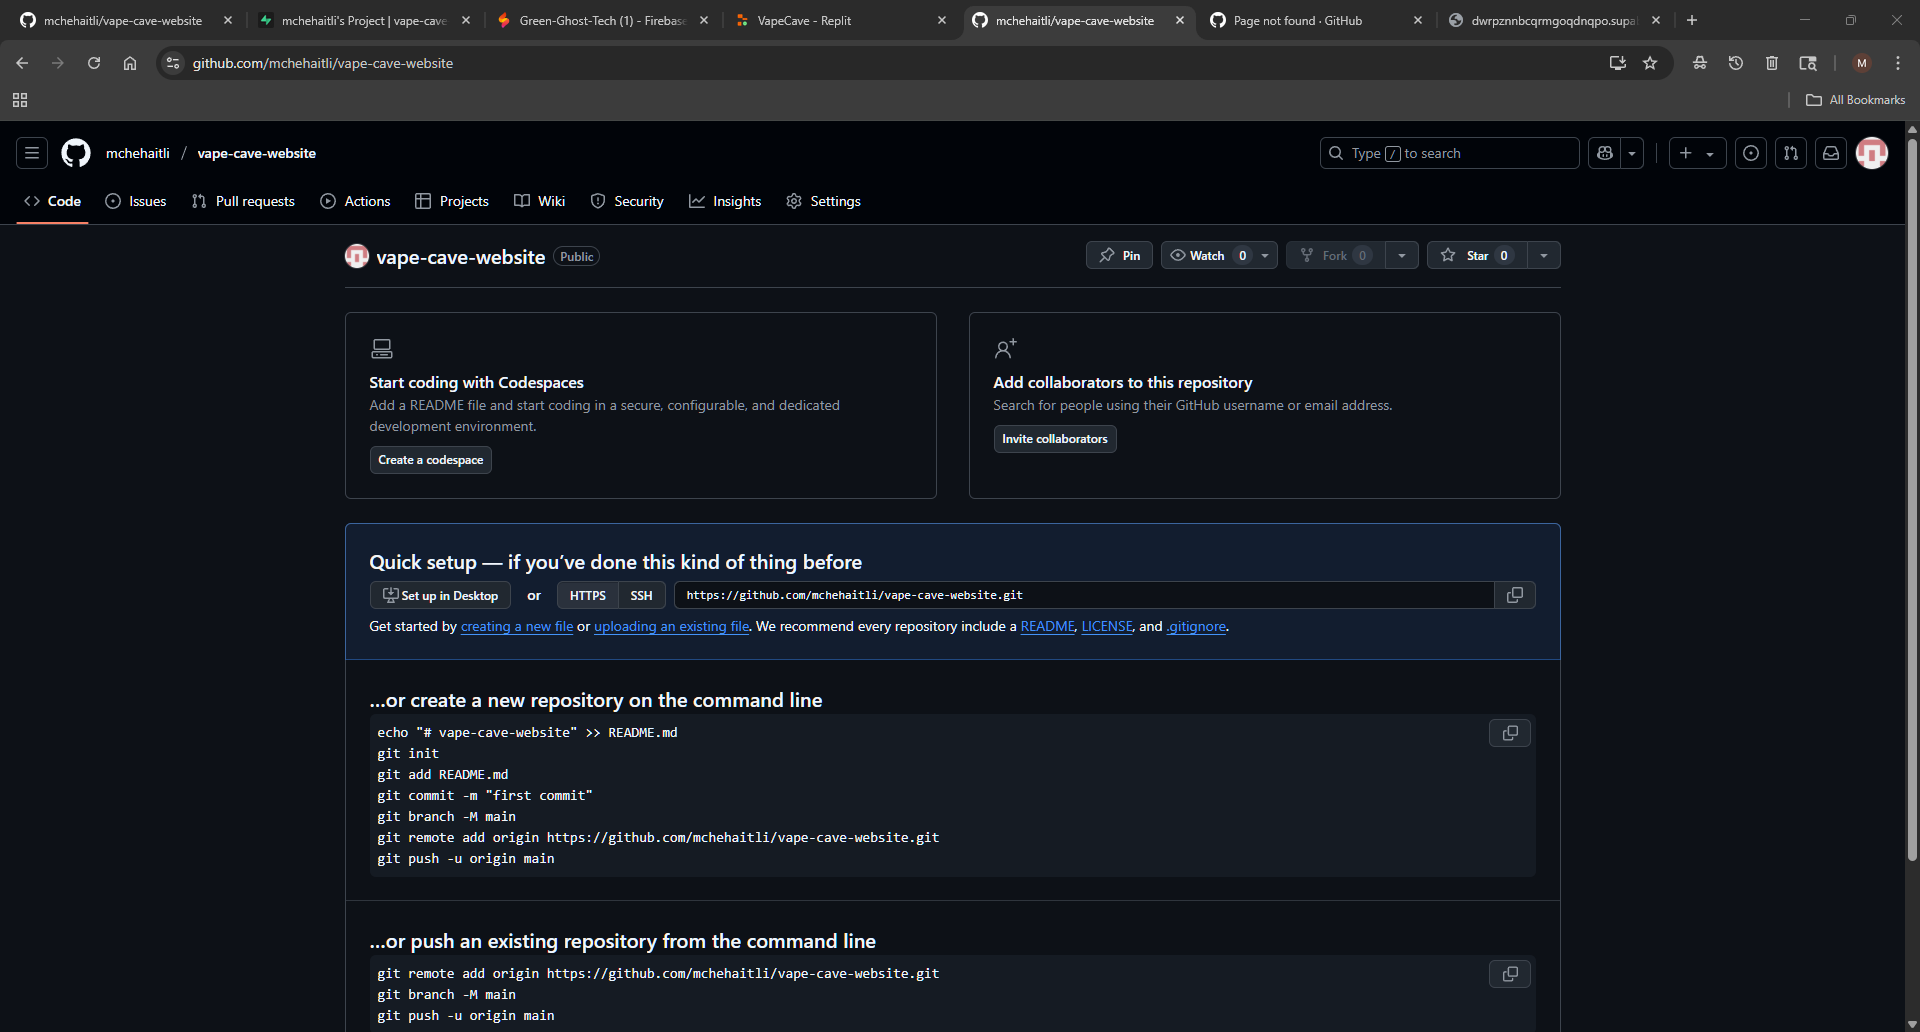 mchehaitli/vape-cave-website
mchehaitli's Project | vape-cave
Green-Ghost-Tech (1) - Firebase
VapeCave - Replit
mchehaitli/vape-cave-website
Page not found · GitHub
dwrpznnbcqrmgoqdnqpo.supa
github.com/mchehaitli/vape-cave-website
M
All Bookmarks
mchehaitli / vape-cave-website
Type / to search
Code
Issues
Pull requests
Actions
Projects
Wiki
Security
Insights
Settings
vape-cave-website Public
Pin
Watch 0
Fork 0
Star 0
Start coding with Codespaces
Add a README file and start coding in a secure, configurable, and dedicated
development environment.
Create a codespace
Add collaborators to this repository
Search for people using their GitHub username or email address.
Invite collaborators
Quick setup — if you’ve done this kind of thing before
Set up in Desktop or HTTPS SSH https://github.com/mchehaitli/vape-cave-website.git
Get started by creating a new file or uploading an existing file. We recommend every repository include a README, LICENSE, and .gitignore.
…or create a new repository on the command line
echo "# vape-cave-website" >> README.md
git init
git add README.md
git commit -m "first commit"
git branch -M main
git remote add origin https://github.com/mchehaitli/vape-cave-website.git
git push -u origin main
…or push an existing repository from the command line
git remote add origin https://github.com/mchehaitli/vape-cave-website.git
git branch -M main
git push -u origin main